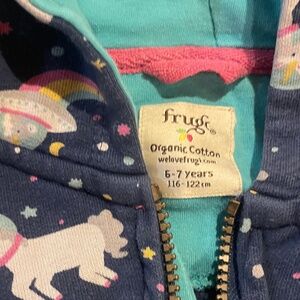 frugi®
Organic Cotton
welovefrugi.com
6-7 years
116-122cm